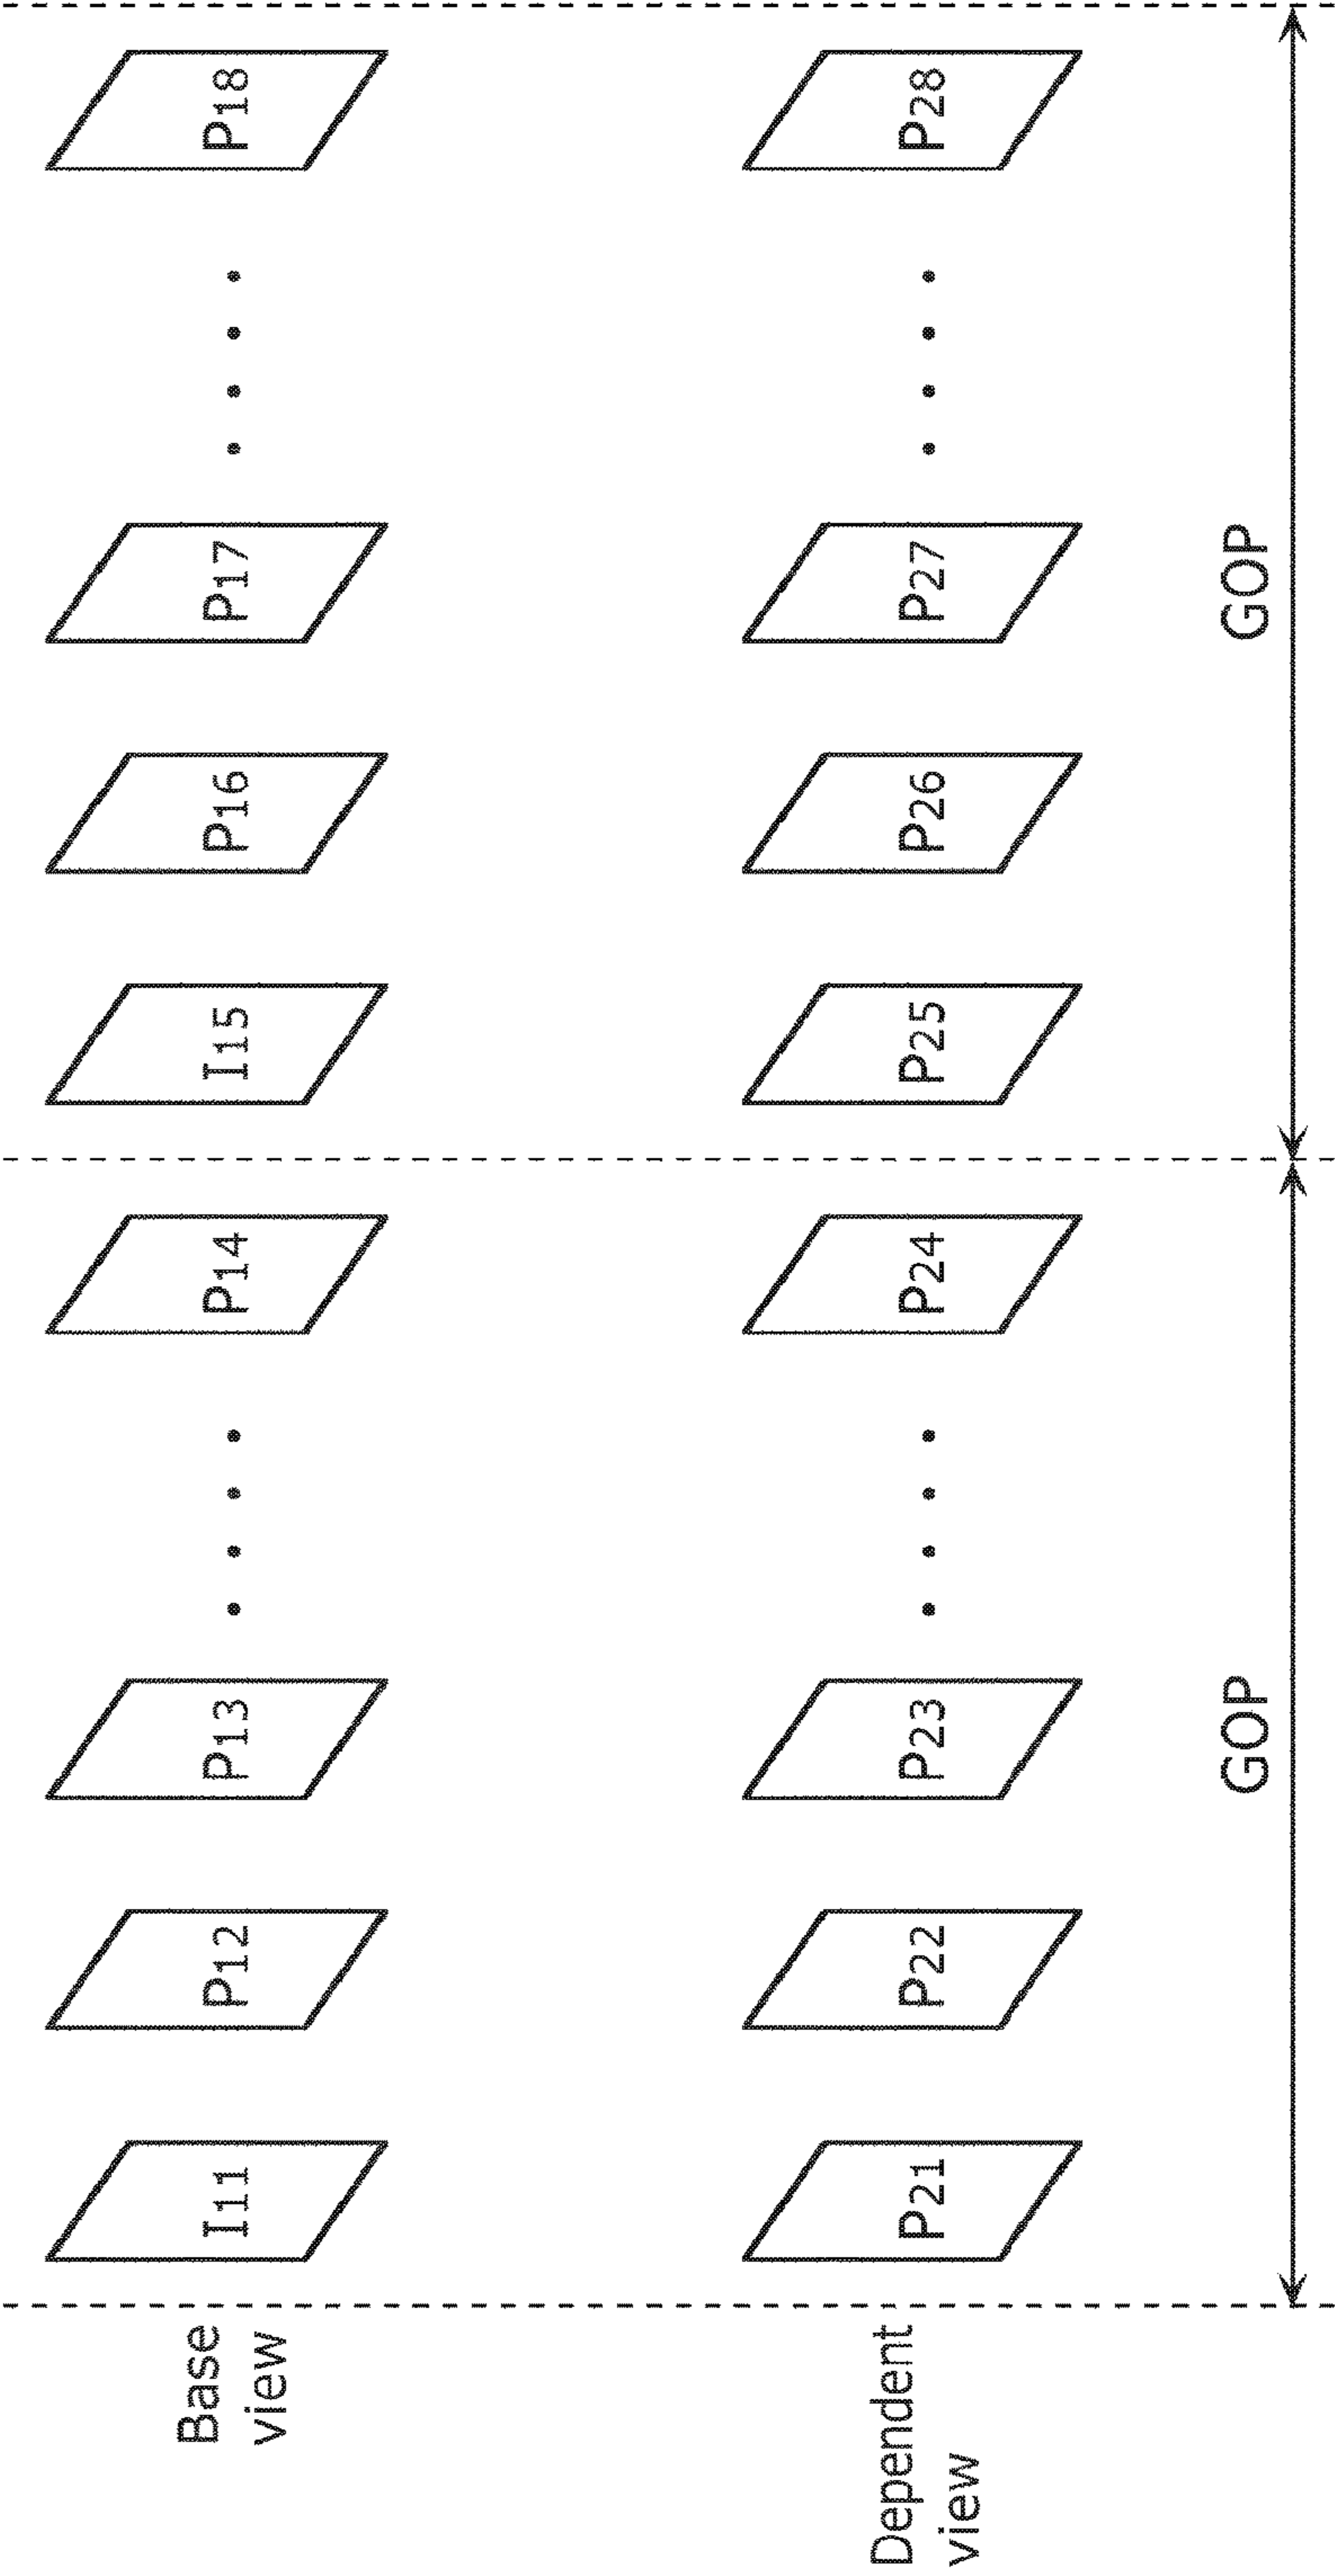 Base
view
I11
P12
P13
P14
I15
P16
P17
P18
Dependent
view
P21
P22
P23
P24
P25
P26
P27
P28
GOP
GOP